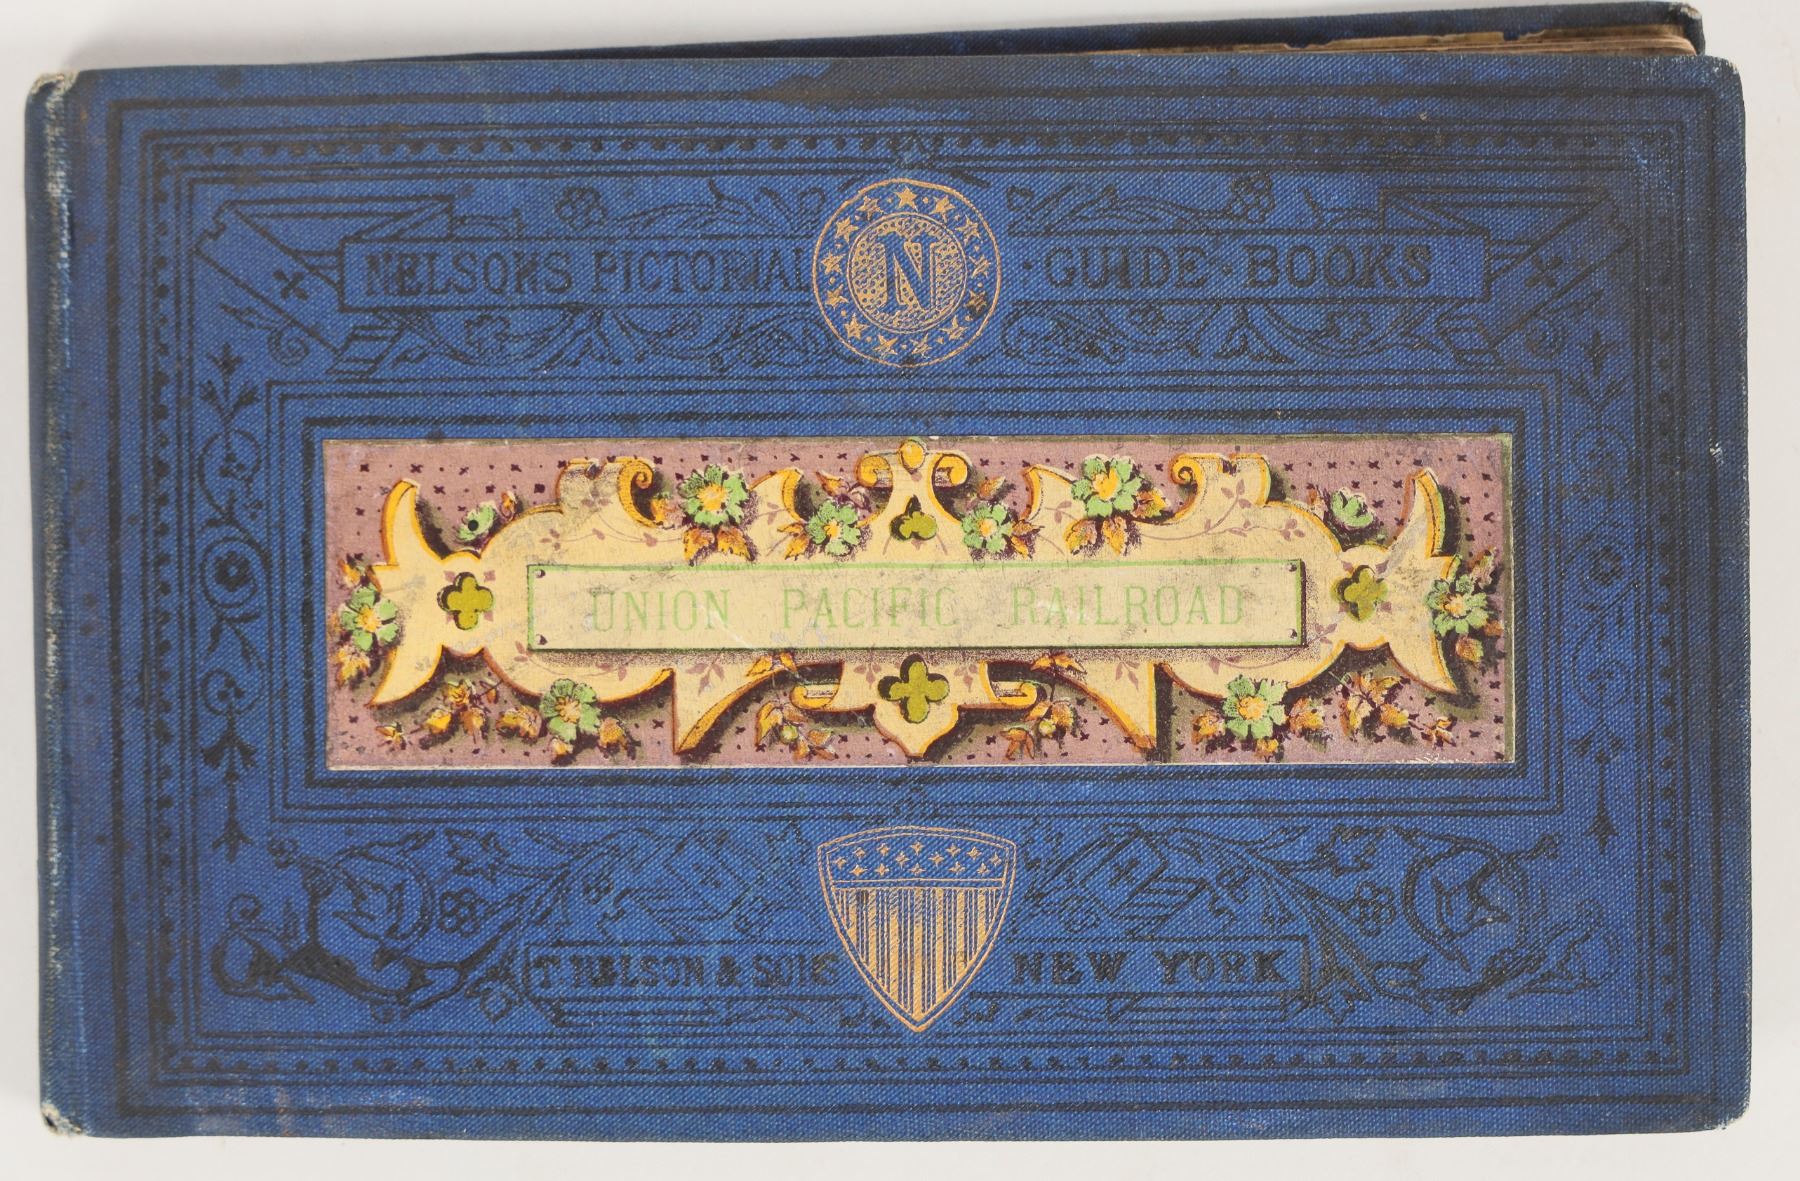 NELSONS PICTORIAL N · GUIDE · BOOKS
UNION PACIFIC RAILROAD
T. NELSON & SONS NEW YORK